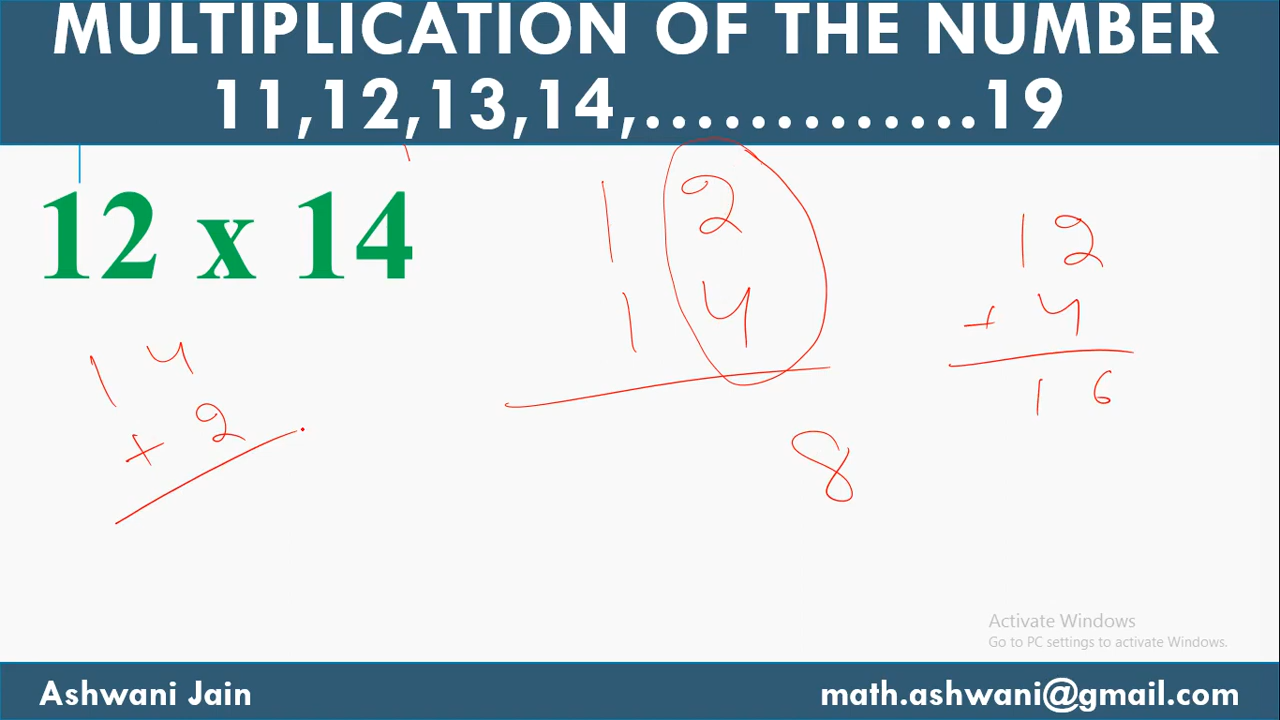 MULTIPLICATION OF THE NUMBER
11,12,13,14,.............19
12 x 14
12
14
8
12
+ 4
16
14
+ 2
Activate Windows
Go to PC settings to activate Windows.
Ashwani Jain
math.ashwani@gmail.com